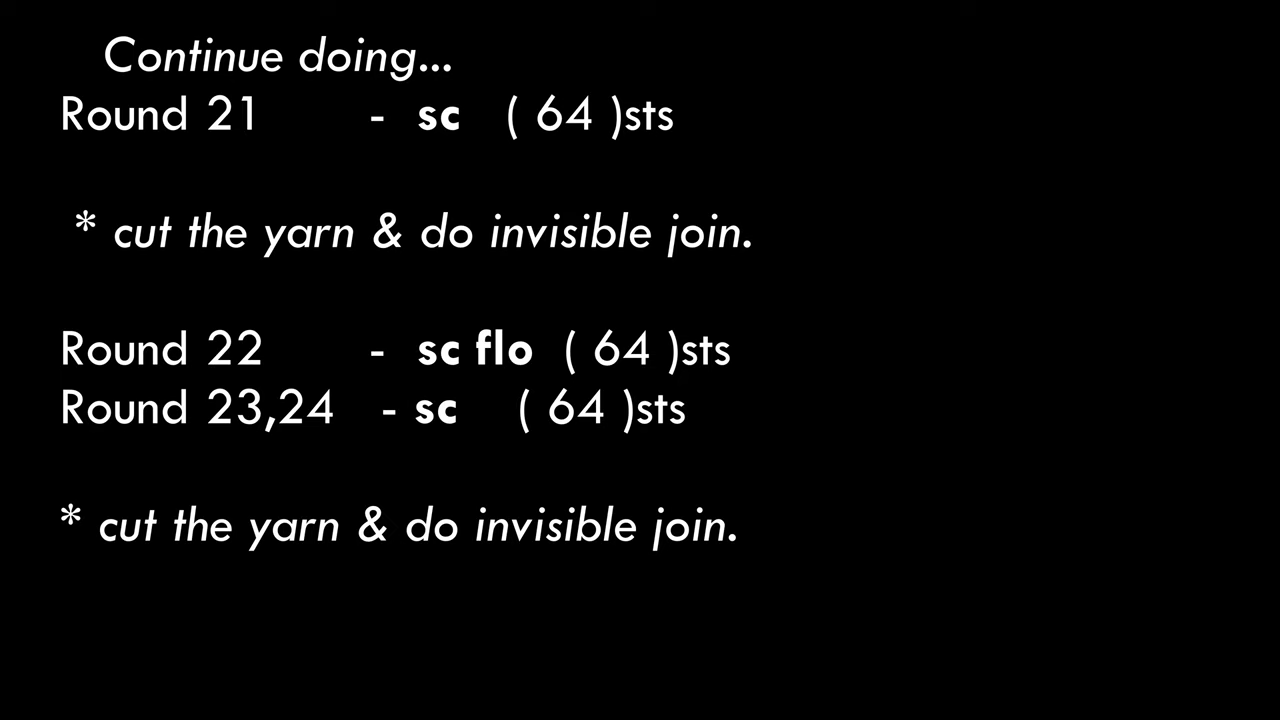 Continue doing...
Round 21 - sc ( 64 )sts
* cut the yarn & do invisible join.
Round 22 - sc flo ( 64 )sts
Round 23,24 - sc ( 64 )sts
* cut the yarn & do invisible join.